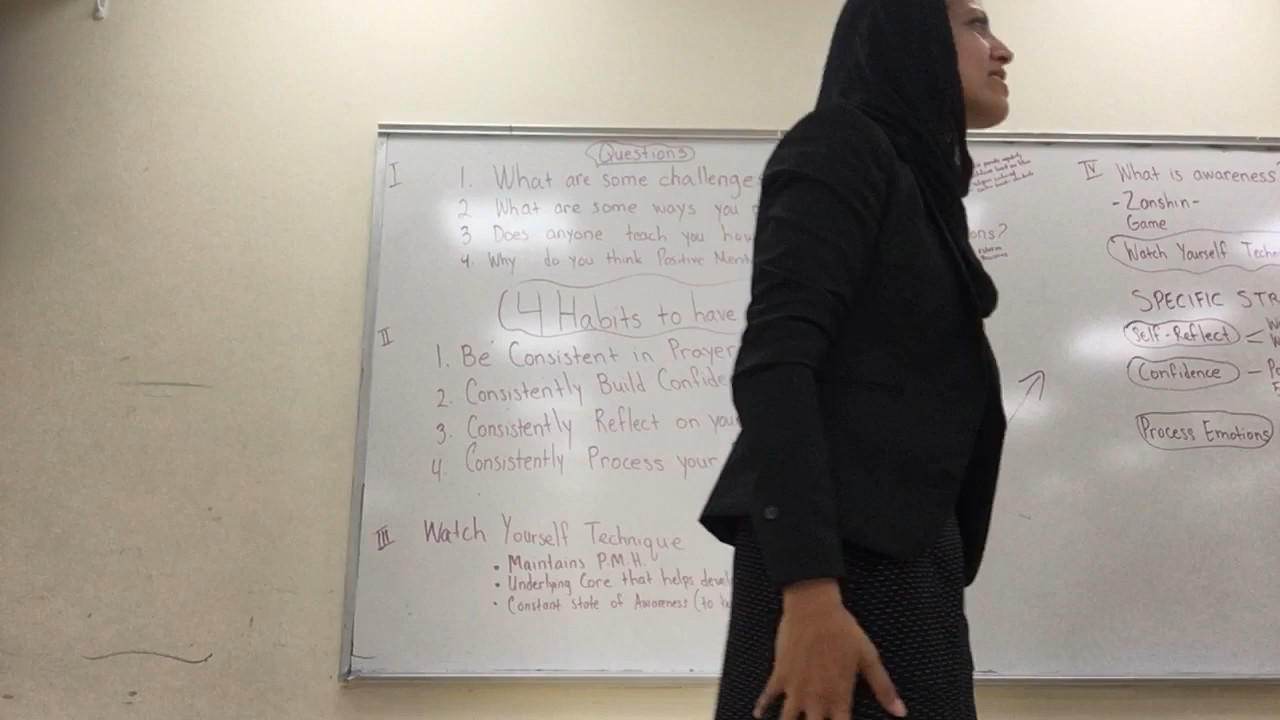 Questions
I
1. What are some challenge
2 What are some ways you
3 Does anyone teach you how
4. Why do you think Positive Ment
ons?
4 Habits to have
II
1. Be Consistent in Prayer
2. Consistently Build Confide
3. Consistently Reflect on you
4. Consistently Process your
III Watch Yourself Technique
• Maintains P.M.H.
• Underlying Core that helps devel
• Constant state of Awareness (to
IV What is awareness
-Zanshin-
Game
Watch Yourself Techn
SPECIFIC STR
Self-Reflect
Confidence –
Process Emotions